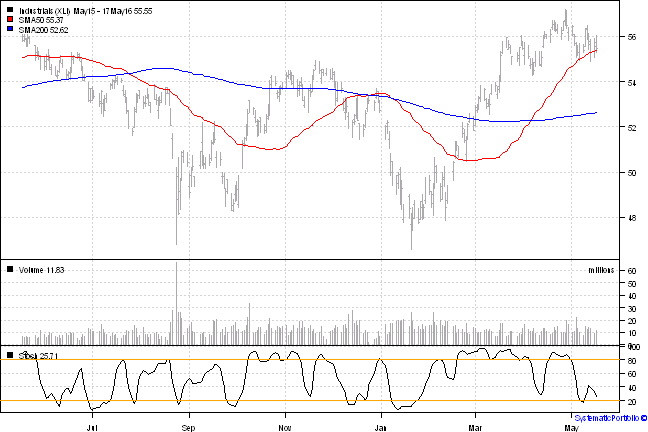 Industrials (XLI) May15 - 17May16 55.55
SMA50 55.37
SMA200 52.62
56
54
52
50
48
Volume 11.83
millions
60
50
40
30
20
10
0
Stoch 25.71
100
80
60
40
20
Jul Sep Nov Jan Mar May
SystematicPortfolio ©